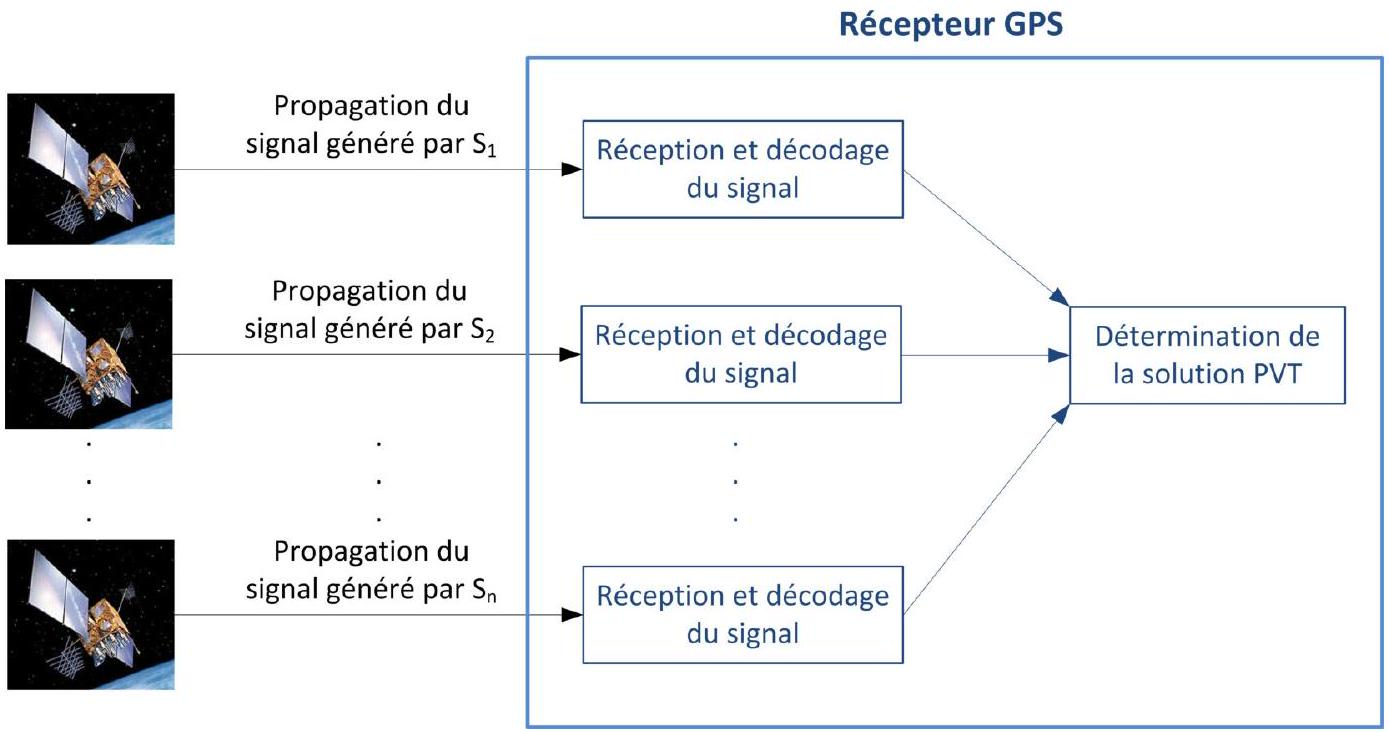 Récepteur GPS
Propagation du
signal généré par S1
Réception et décodage
du signal
Propagation du
signal généré par S2
Réception et décodage
du signal
Détermination de
la solution PVT
Propagation du
signal généré par Sn
Réception et décodage
du signal